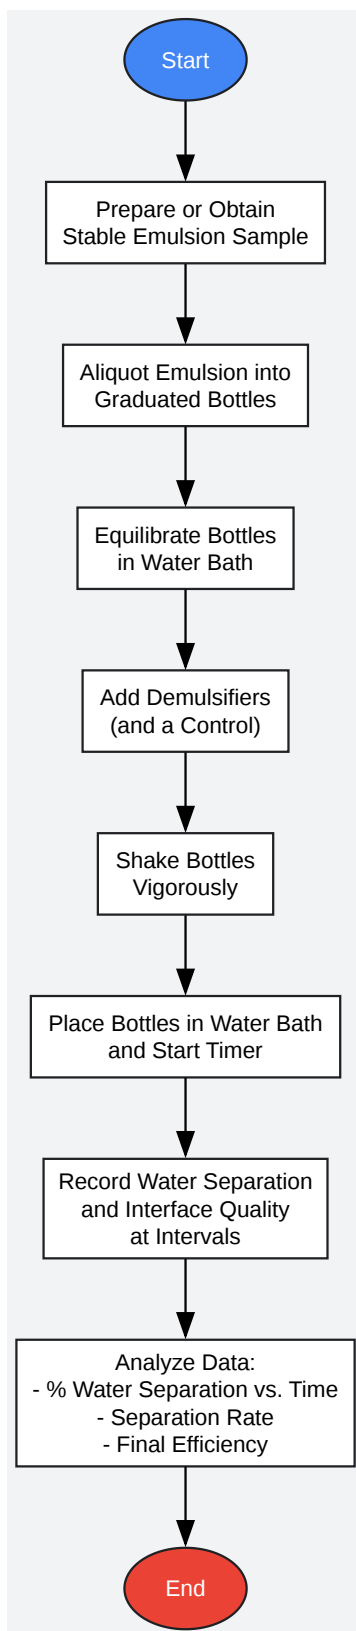 Start
Prepare or Obtain
Stable Emulsion Sample
Aliquot Emulsion into
Graduated Bottles
Equilibrate Bottles
in Water Bath
Add Demulsifiers
(and a Control)
Shake Bottles
Vigorously
Place Bottles in Water Bath
and Start Timer
Record Water Separation
and Interface Quality
at Intervals
Analyze Data:
- % Water Separation vs. Time
- Separation Rate
- Final Efficiency
End